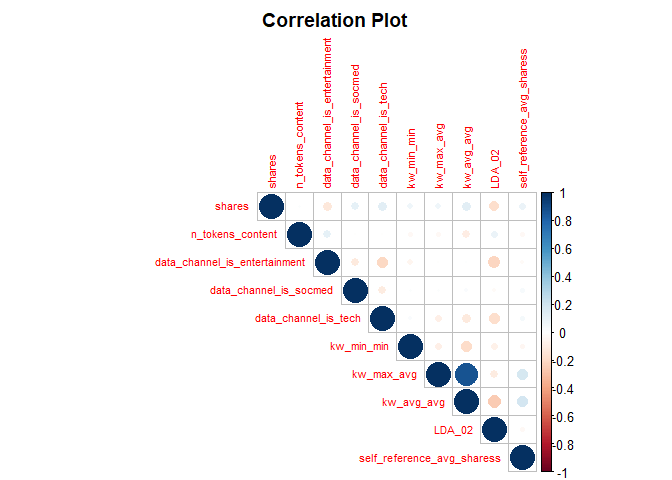 Correlation Plot
shares
n_tokens_content
data_channel_is_entertainment
data_channel_is_socmed
data_channel_is_tech
kw_min_min
kw_max_avg
kw_avg_avg
LDA_02
self_reference_avg_sharess
shares
n_tokens_content
data_channel_is_entertainment
data_channel_is_socmed
data_channel_is_tech
kw_min_min
kw_max_avg
kw_avg_avg
LDA_02
self_reference_avg_sharess
1
0.8
0.6
0.4
0.2
0
-0.2
-0.4
-0.6
-0.8
-1